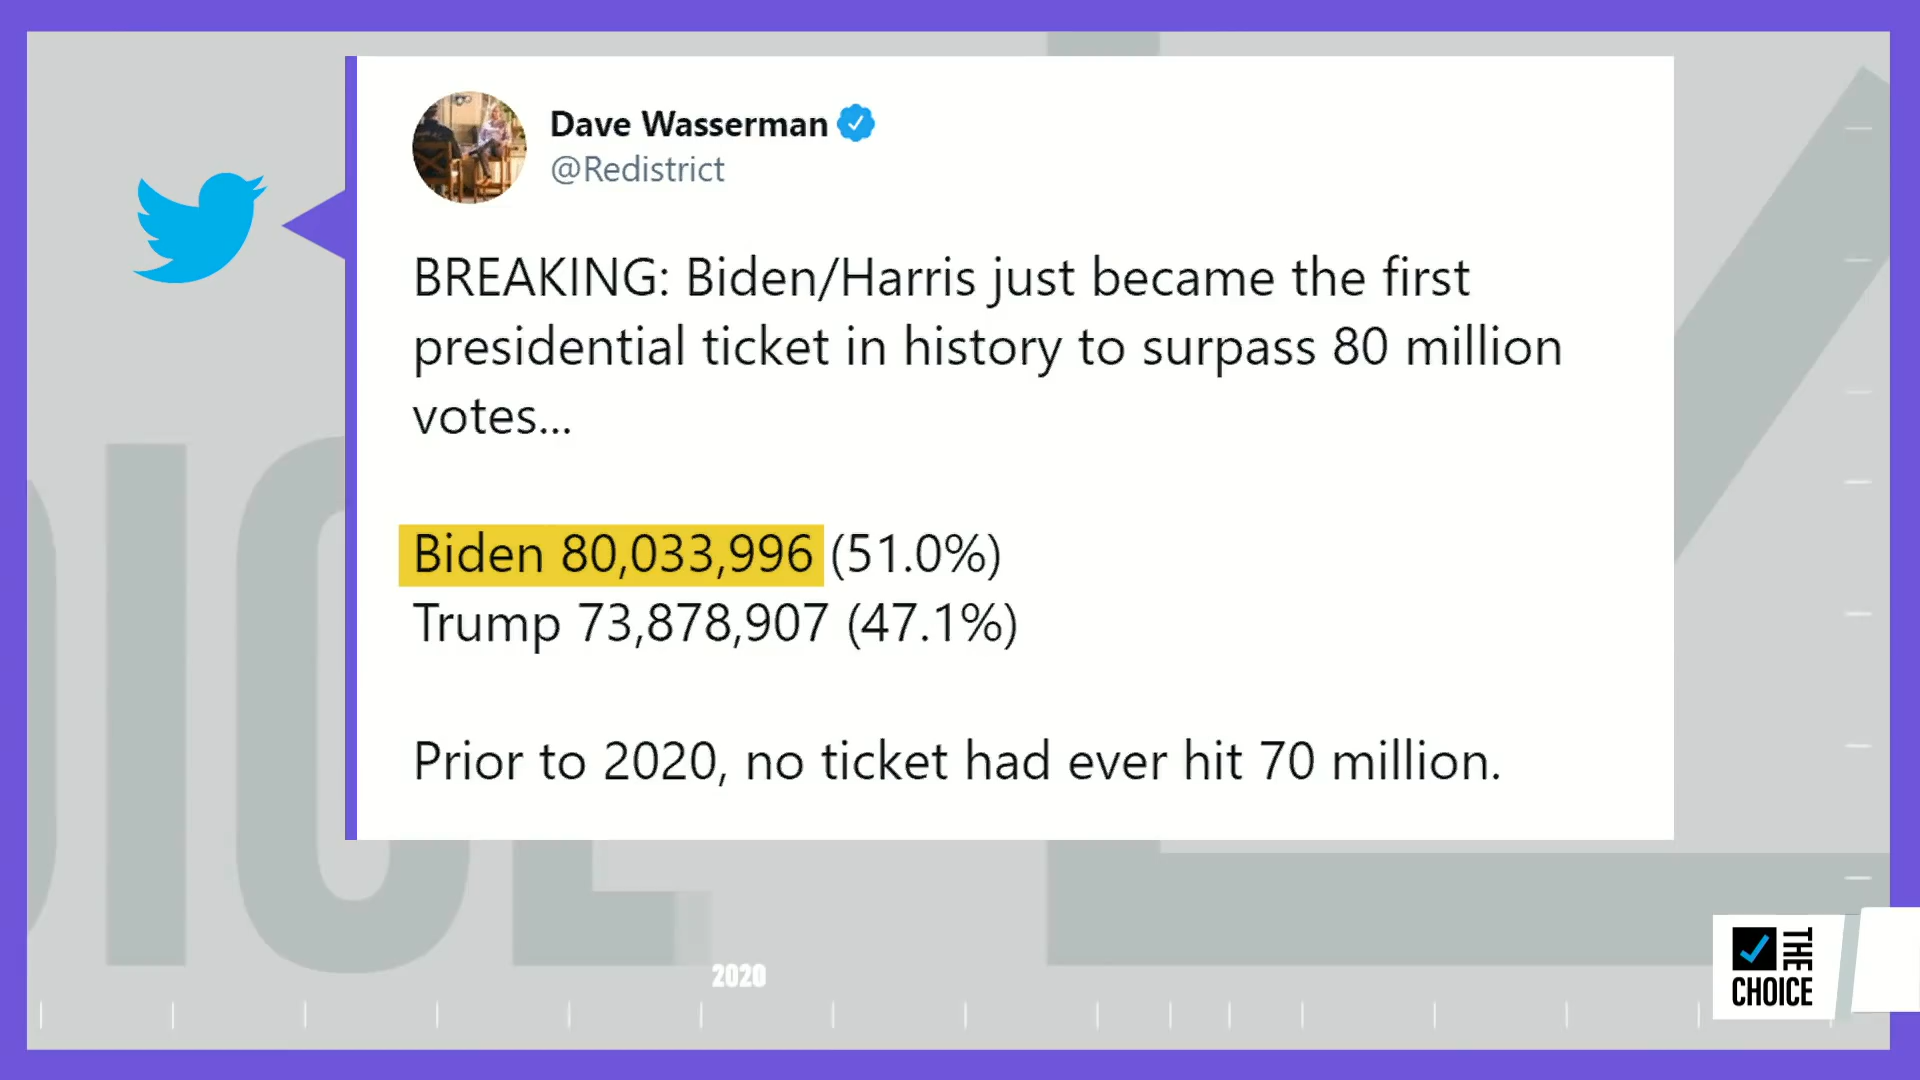 Dave Wasserman
@Redistrict
BREAKING: Biden/Harris just became the first
presidential ticket in history to surpass 80 million
votes...
Biden 80,033,996 (51.0%)
Trump 73,878,907 (47.1%)
Prior to 2020, no ticket had ever hit 70 million.
2020
THE
CHOICE